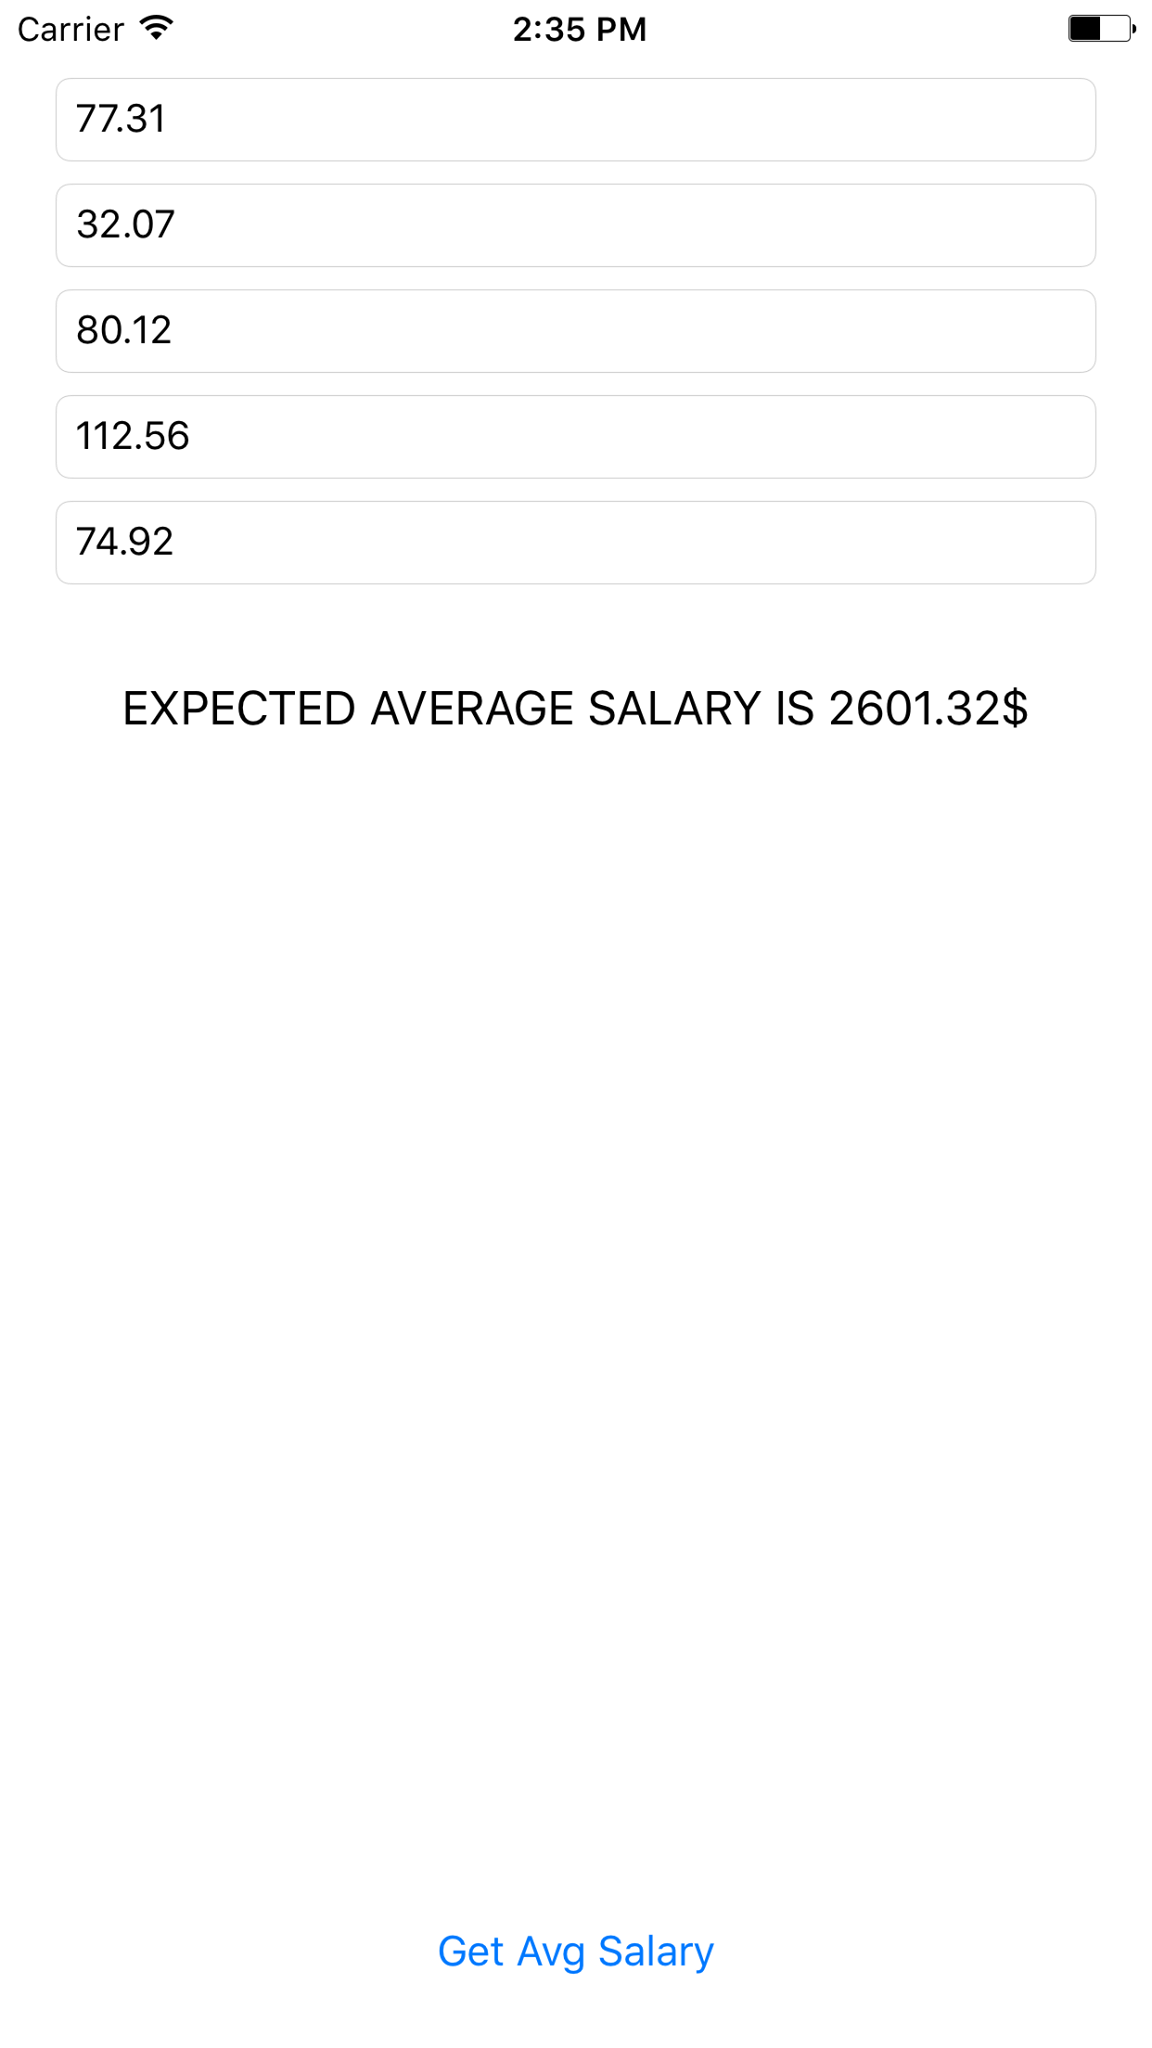 Carrier 2:35 PM
77.31
32.07
80.12
112.56
74.92
EXPECTED AVERAGE SALARY IS 2601.32$
Get Avg Salary